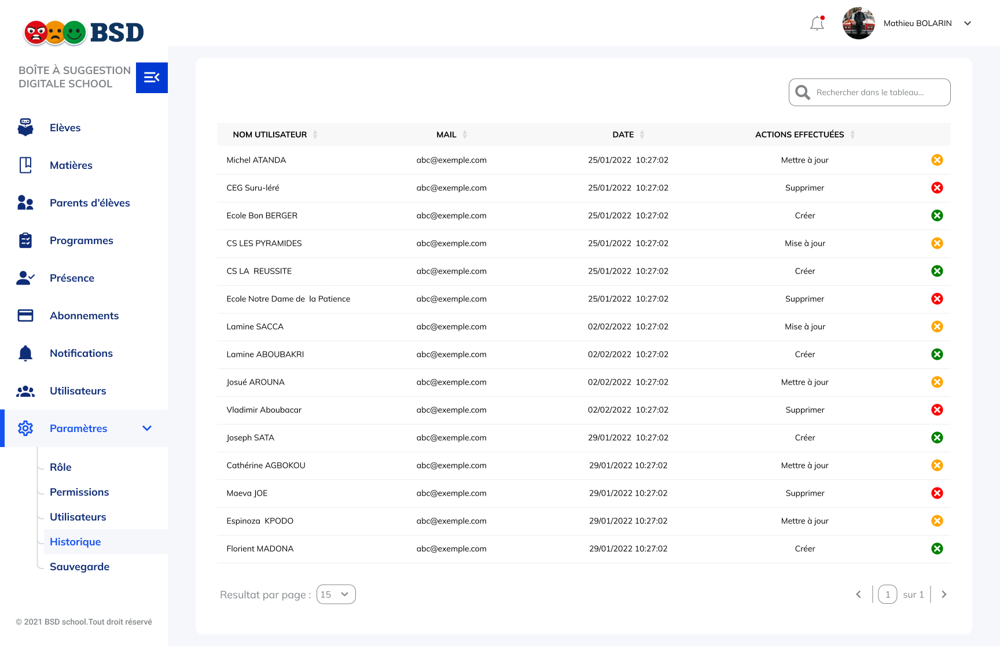 BSD
Mathieu BOLARIN
BOÎTE À SUGGESTION
DIGITALE SCHOOL
Elèves
Matières
Parents d’élèves
Programmes
Présence
Abonnements
Notifications
Utilisateurs
Paramètres
Rôle
Permissions
Utilisateurs
Historique
Sauvegarde
© 2021 BSD school.Tout droit réservé
Rechercher dans le tableau...
NOM UTILISATEUR MAIL DATE ACTIONS EFFECTUÉES
Michel ATANDA abc@exemple.com 25/01/2022 10:27:02 Mettre à jour
CEG Suru-léré abc@exemple.com 25/01/2022 10:27:02 Supprimer
Ecole Bon BERGER abc@exemple.com 25/01/2022 10:27:02 Créer
CS LES PYRAMIDES abc@exemple.com 25/01/2022 10:27:02 Mise à jour
CS LA REUSSITE abc@exemple.com 25/01/2022 10:27:02 Créer
Ecole Notre Dame de la Patience abc@exemple.com 25/01/2022 10:27:02 Supprimer
Lamine SACCA abc@exemple.com 02/02/2022 10:27:02 Mise à jour
Lamine ABOUBAKRI abc@exemple.com 02/02/2022 10:27:02 Créer
Josué AROUNA abc@exemple.com 02/02/2022 10:27:02 Mettre à jour
Vladimir Aboubacar abc@exemple.com 02/02/2022 10:27:02 Supprimer
Joseph SATA abc@exemple.com 29/01/2022 10:27:02 Créer
Cathérine AGBOKOU abc@exemple.com 29/01/2022 10:27:02 Mettre à jour
Maeva JOE abc@exemple.com 29/01/2022 10:27:02 Supprimer
Espinoza KPODO abc@exemple.com 29/01/2022 10:27:02 Mettre à jour
Florient MADONA abc@exemple.com 29/01/2022 10:27:02 Créer
Resultat par page : 15
1 sur 1